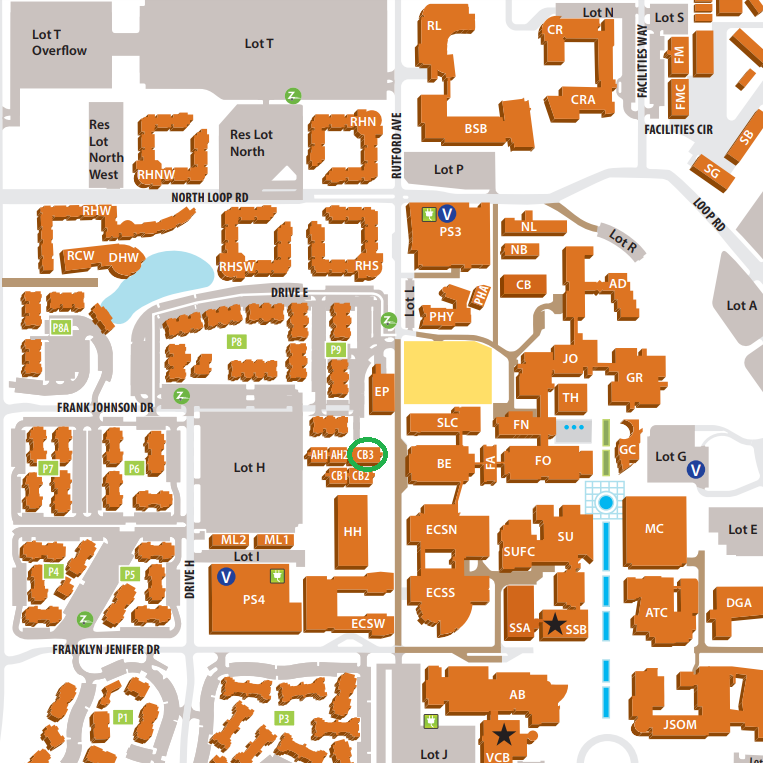 Lot N
Lot S
Lot T
Overflow
Lot T
RL
CR
FACILITIES WAY
FM
FMC
CRA
Res
Lot
North
West
Res Lot
North
RHN
RUTFORD AVE
BSB
FACILITIES CIR
SB
Z
RHNW
Lot P
SG
NORTH LOOP RD
LOOP RD
RHW
V
PS3
NL
Lot R
NB
RCW
DHW
RHSW
RHS
CB
AD
DRIVE E
Lot L
PHA
PHY
Lot A
P8A
P8
P9
Z
JO
GR
EP
TH
Z
FRANK JOHNSON DR
SLC
FN
P7
P6
Lot H
AH1
AH2
CB3
BE
FA
FO
GC
Lot G
V
CB1
CB2
HH
ECSN
SU
MC
Lot E
ML2
ML1
SUFC
Lot I
P4
P5
DRIVE H
V
PS4
ECSS
DGA
ATC
Z
ECSW
SSA
SSB
FRANKLYN JENIFER DR
AB
P1
P3
JSOM
Lot J
VCB